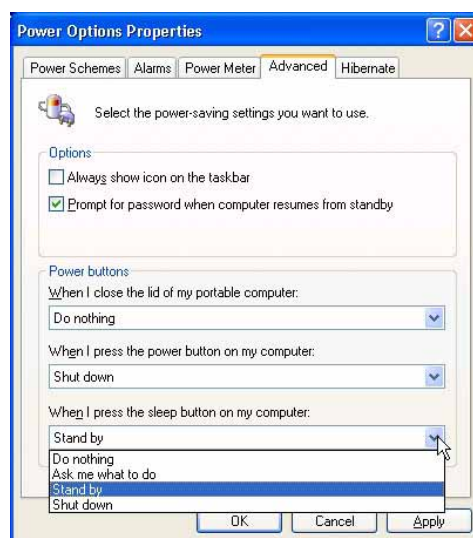 Power Options Properties
Power Schemes Alarms Power Meter Advanced Hibernate
Select the power-saving settings you want to use.
Options
Always show icon on the taskbar
Prompt for password when computer resumes from standby
Power buttons
When I close the lid of my portable computer:
Do nothing
When I press the power button on my computer:
Shut down
When I press the sleep button on my computer:
Stand by
Do nothing
Ask me what to do
Stand by
Shut down
OK Cancel Apply